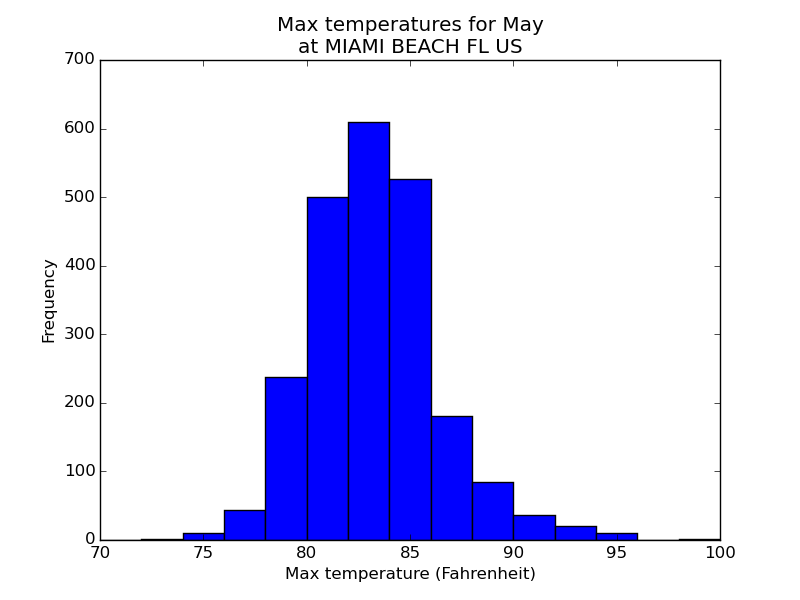 Max temperatures for May
at MIAMI BEACH FL US
700
600
500
400
300
200
100
0
Frequency
70 75 80 85 90 95 100
Max temperature (Fahrenheit)